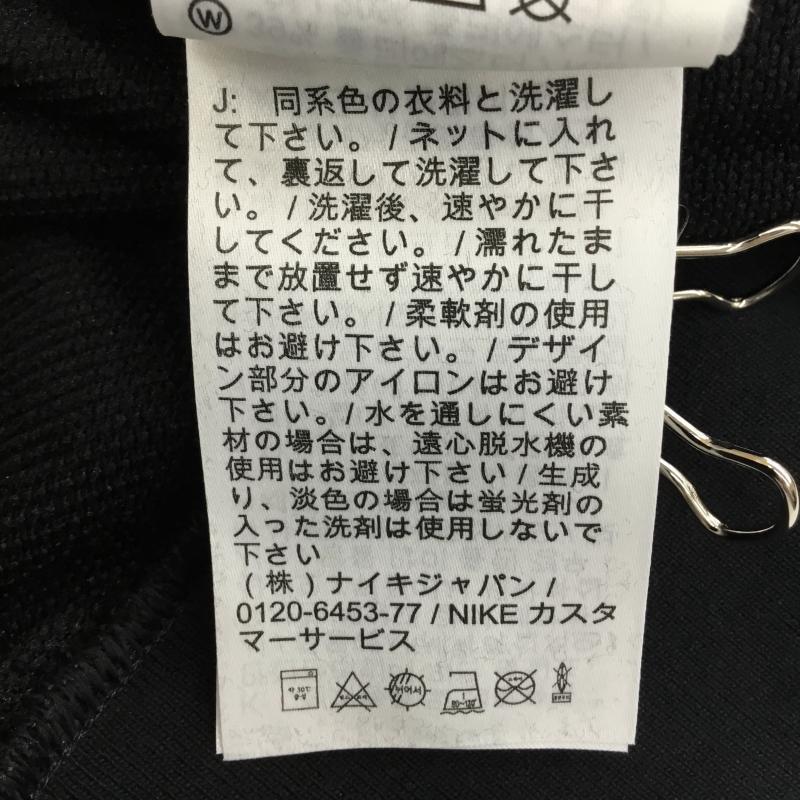 W
J: 同系色の衣料と洗濯し
て下さい。/ネットに入れ
て、裏返して洗濯して下さ
い。/洗濯後、速やかに干
してください。/濡れたま
まで放置せず速やかに干し
て下さい。/柔軟剤の使用
はお避け下さい。/デザイ
ン部分のアイロンはお避け
下さい。/水を通しにくい素
材の場合は、遠心脱水機の
使用はお避け下さい/生成
り、淡色の場合は蛍光剤の
入った洗剤は使用しないで
下さい
(株)ナイキジャパン/
0120-6453-77/NIKE カスタ
マーサービス
약 30℃
중성
80~120